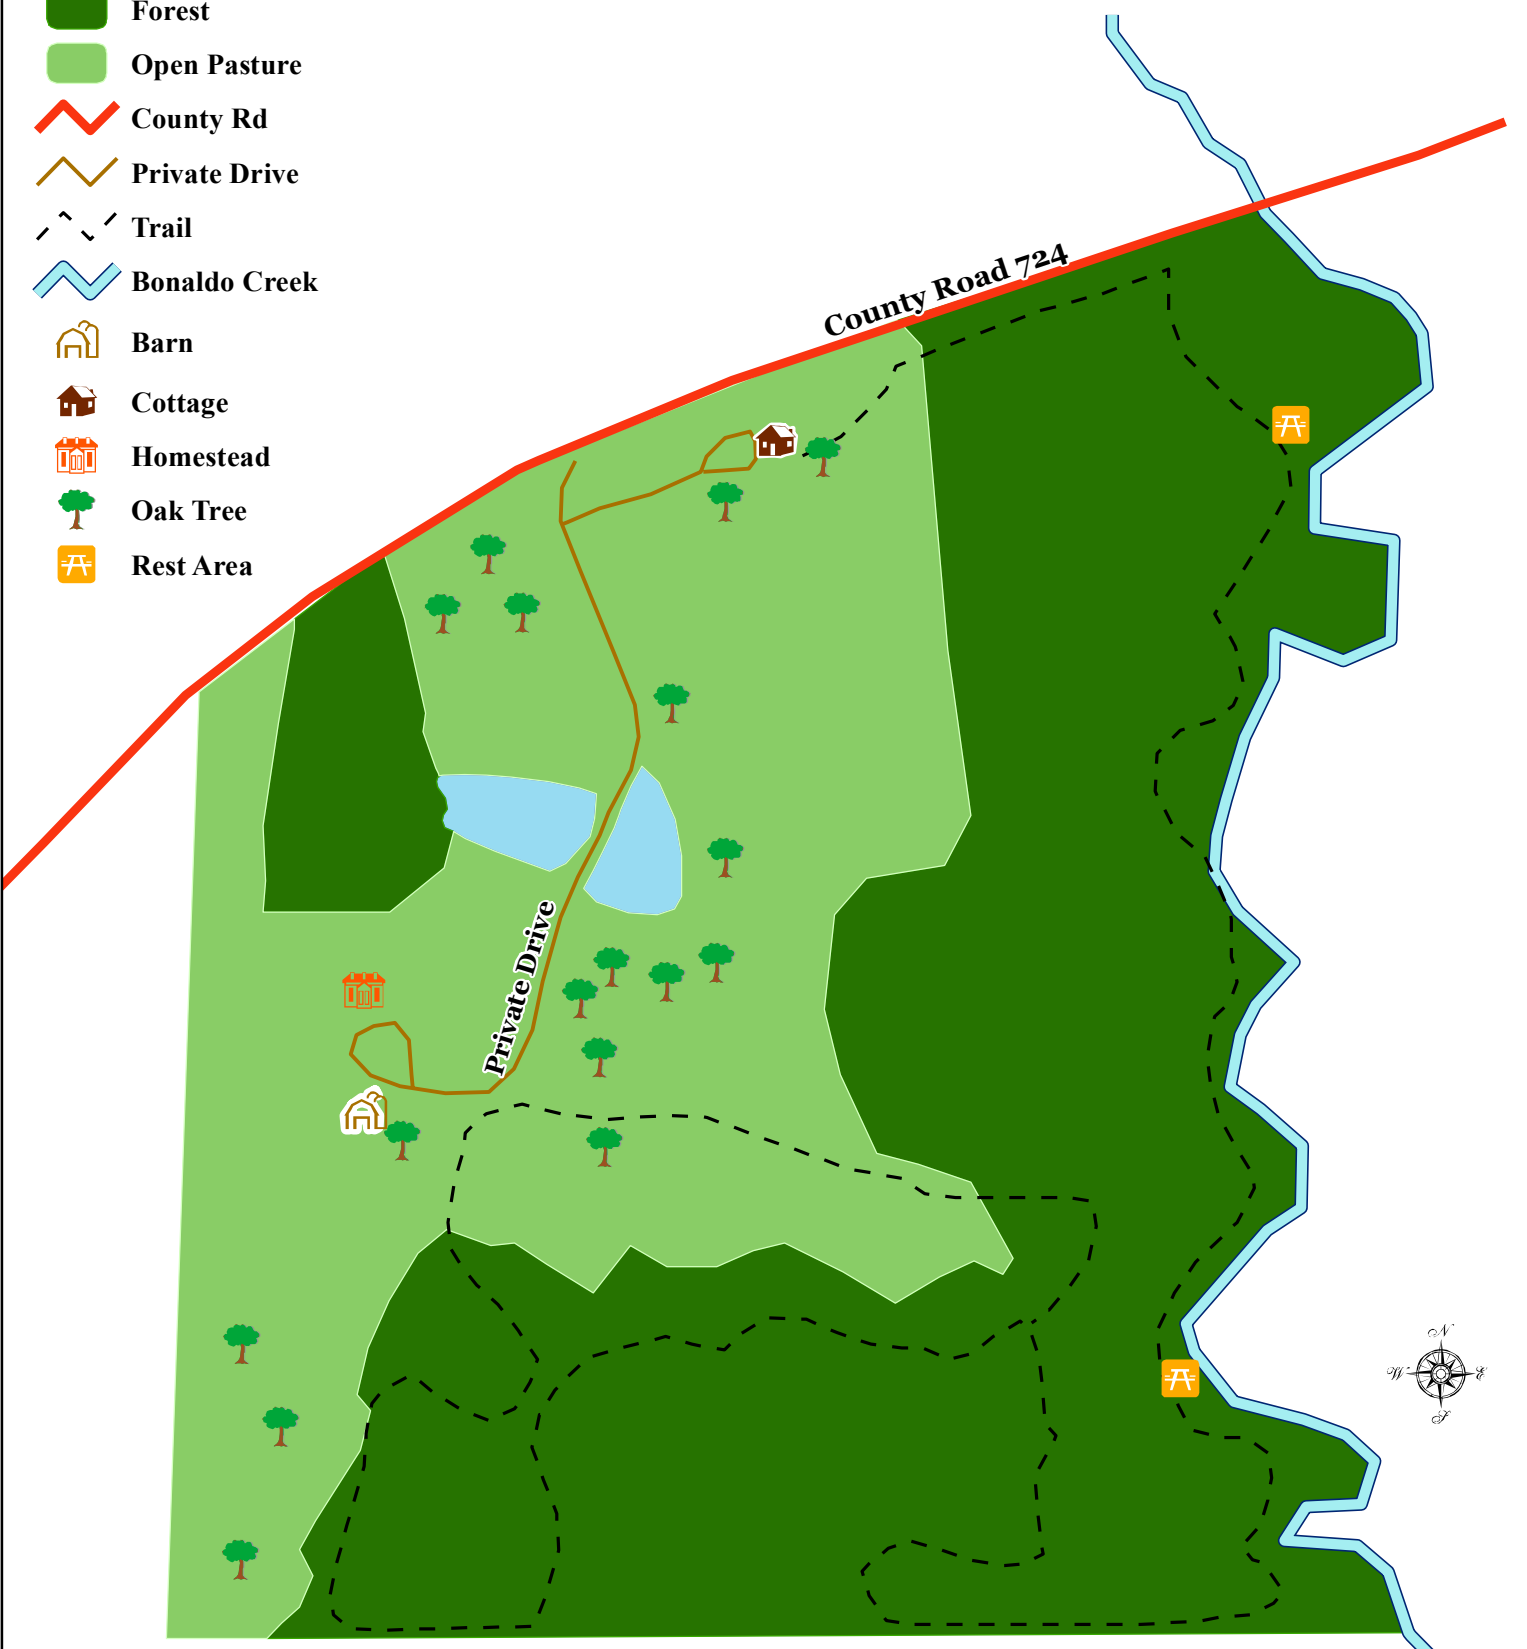 Forest
Open Pasture
County Rd
Private Drive
Trail
Bonaldo Creek
Barn
Cottage
Homestead
Oak Tree
Rest Area
County Road 724
Private Drive
N
W
E
S